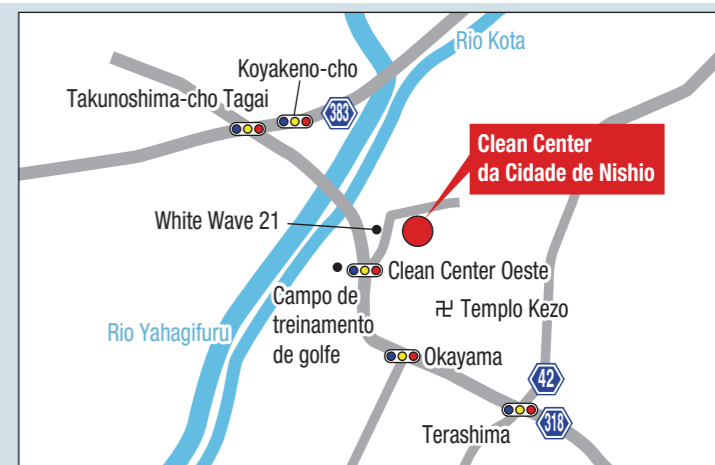 Rio Kota
Koyakeno-cho
Takunoshima-cho Tagai
383
Clean Center
da Cidade de Nishio
White Wave 21
Clean Center Oeste
Campo de
treinamento
de golfe
卍 Templo Kezo
Rio Yahagifuru
Okayama
42
318
Terashima